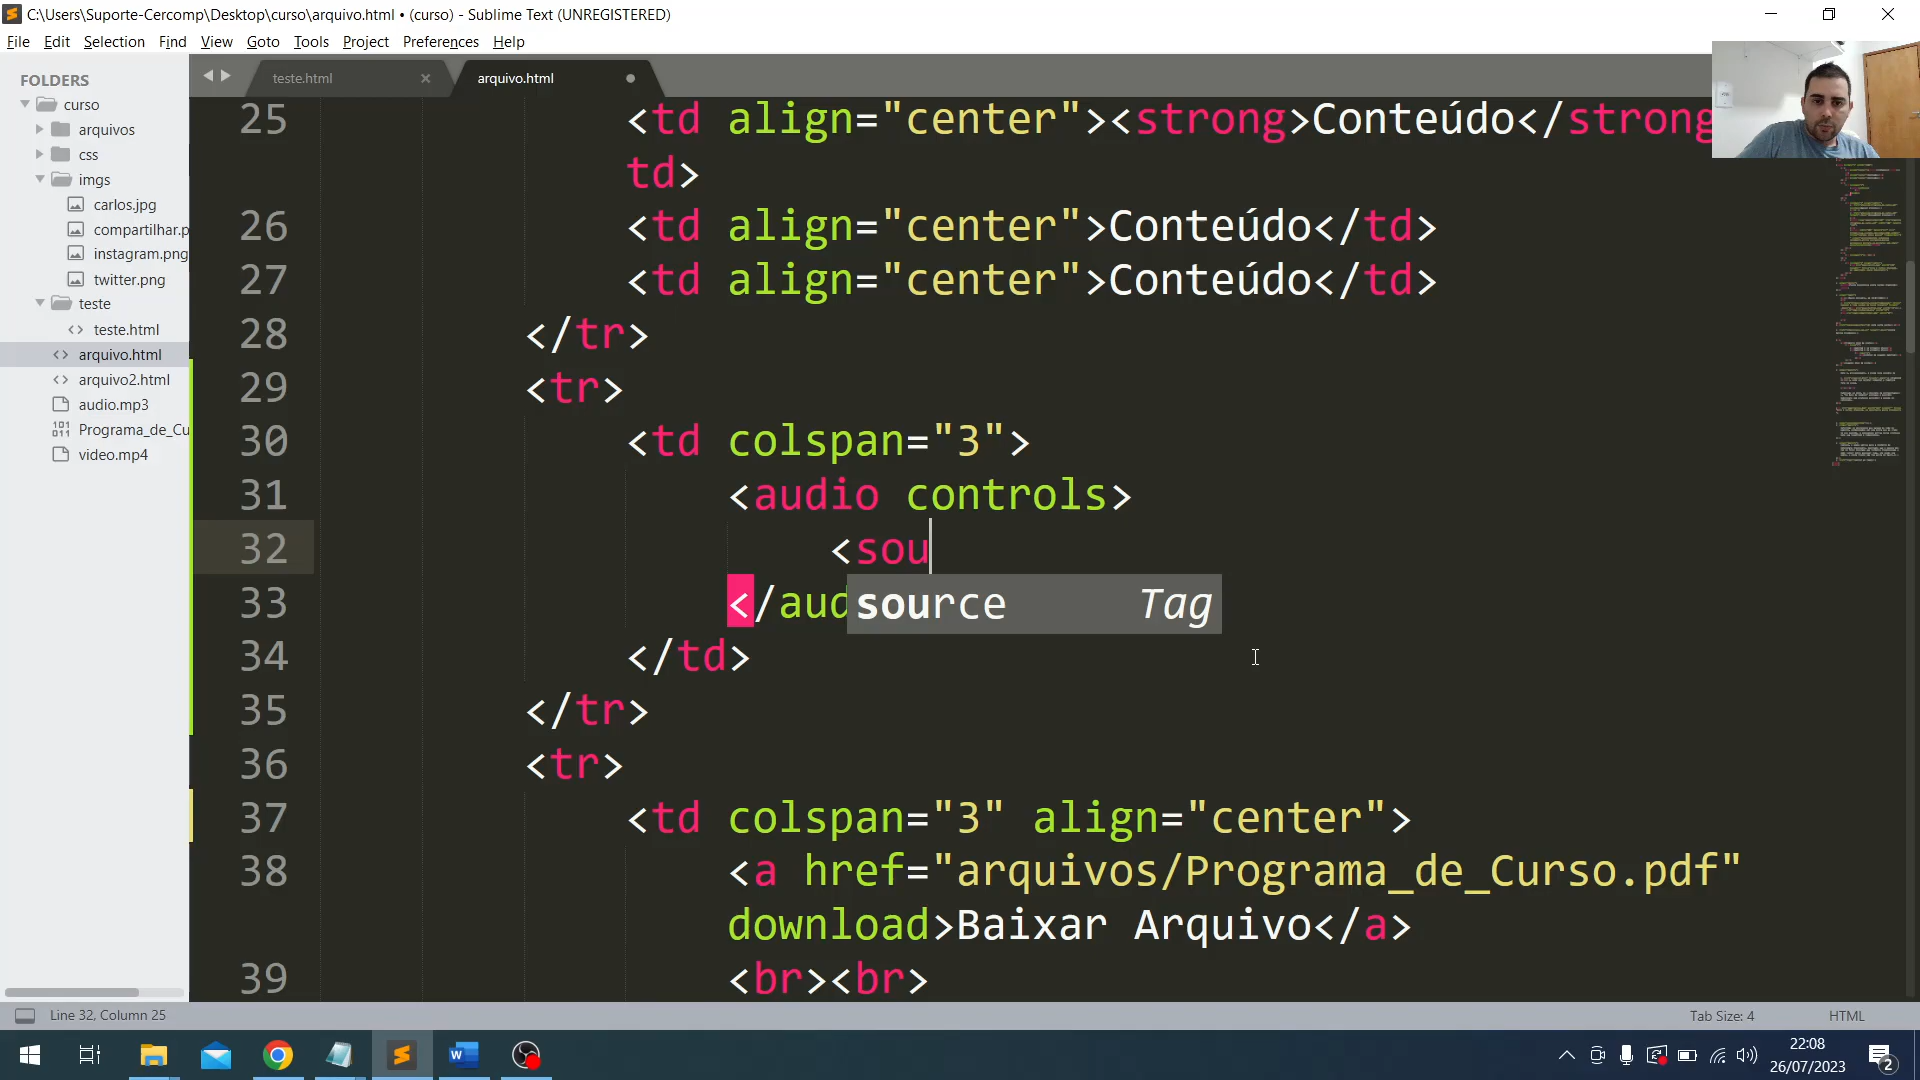 C:\Users\Suporte-Cercomp\Desktop\curso\arquivo.html • (curso) - Sublime Text (UNREGISTERED)
File Edit Selection Find View Goto Tools Project Preferences Help
FOLDERS
curso
arquivos
css
imgs
carlos.jpg
compartilhar.p
instagram.png
twitter.png
teste
teste.html
arquivo.html
arquivo2.html
audio.mp3
Programa_de_Cu
video.mp4
teste.html arquivo.html
25 <td align="center"><strong>Conteúdo</strong
td>
26 <td align="center">Conteúdo</td>
27 <td align="center">Conteúdo</td>
28 </tr>
29 <tr>
30 <td colspan="3">
31 <audio controls>
32 <sou
33 </aud
source Tag
34 </td>
35 </tr>
36 <tr>
37 <td colspan="3" align="center">
38 <a href="arquivos/Programa_de_Curso.pdf"
download>Baixar Arquivo</a>
39 <br><br>
Line 32, Column 25 Tab Size: 4 HTML
22:08
26/07/2023
2